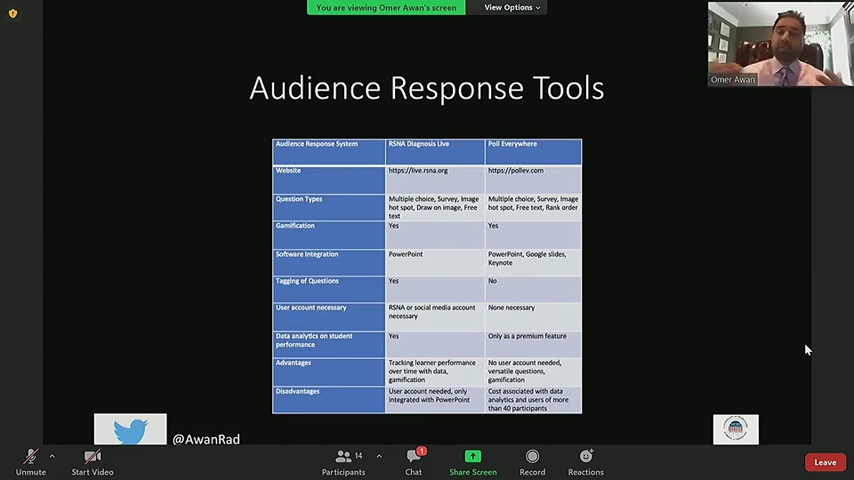 You are viewing Omer Awan's screen
View Options
Omer Awan
Audience Response Tools
Audience Response System
RSNA Diagnosis Live
Poll Everywhere
Website
https://live.rsna.org
https://pollev.com
Question Types
Multiple choice, Survey, Image
hot spot, Draw on image, Free
text
Multiple choice, Survey, Image
hot spot, Free text, Rank order
Gamification
Yes
Yes
Software Integration
PowerPoint
PowerPoint, Google slides,
Keynote
Tagging of Questions
Yes
No
User account necessary
RSNA or social media account
necessary
None necessary
Data analytics on student
performance
Yes
Only as a premium feature
Advantages
Tracking learner performance
over time with data,
gamification
No user account needed,
versatile questions,
gamification
Disadvantages
User account needed, only
integrated with PowerPoint
Cost associated with data
analytics and users of more
than 40 participants
@AwanRad
Unmute
Start Video
14
Participants
1
Chat
Share Screen
Record
Reactions
Leave